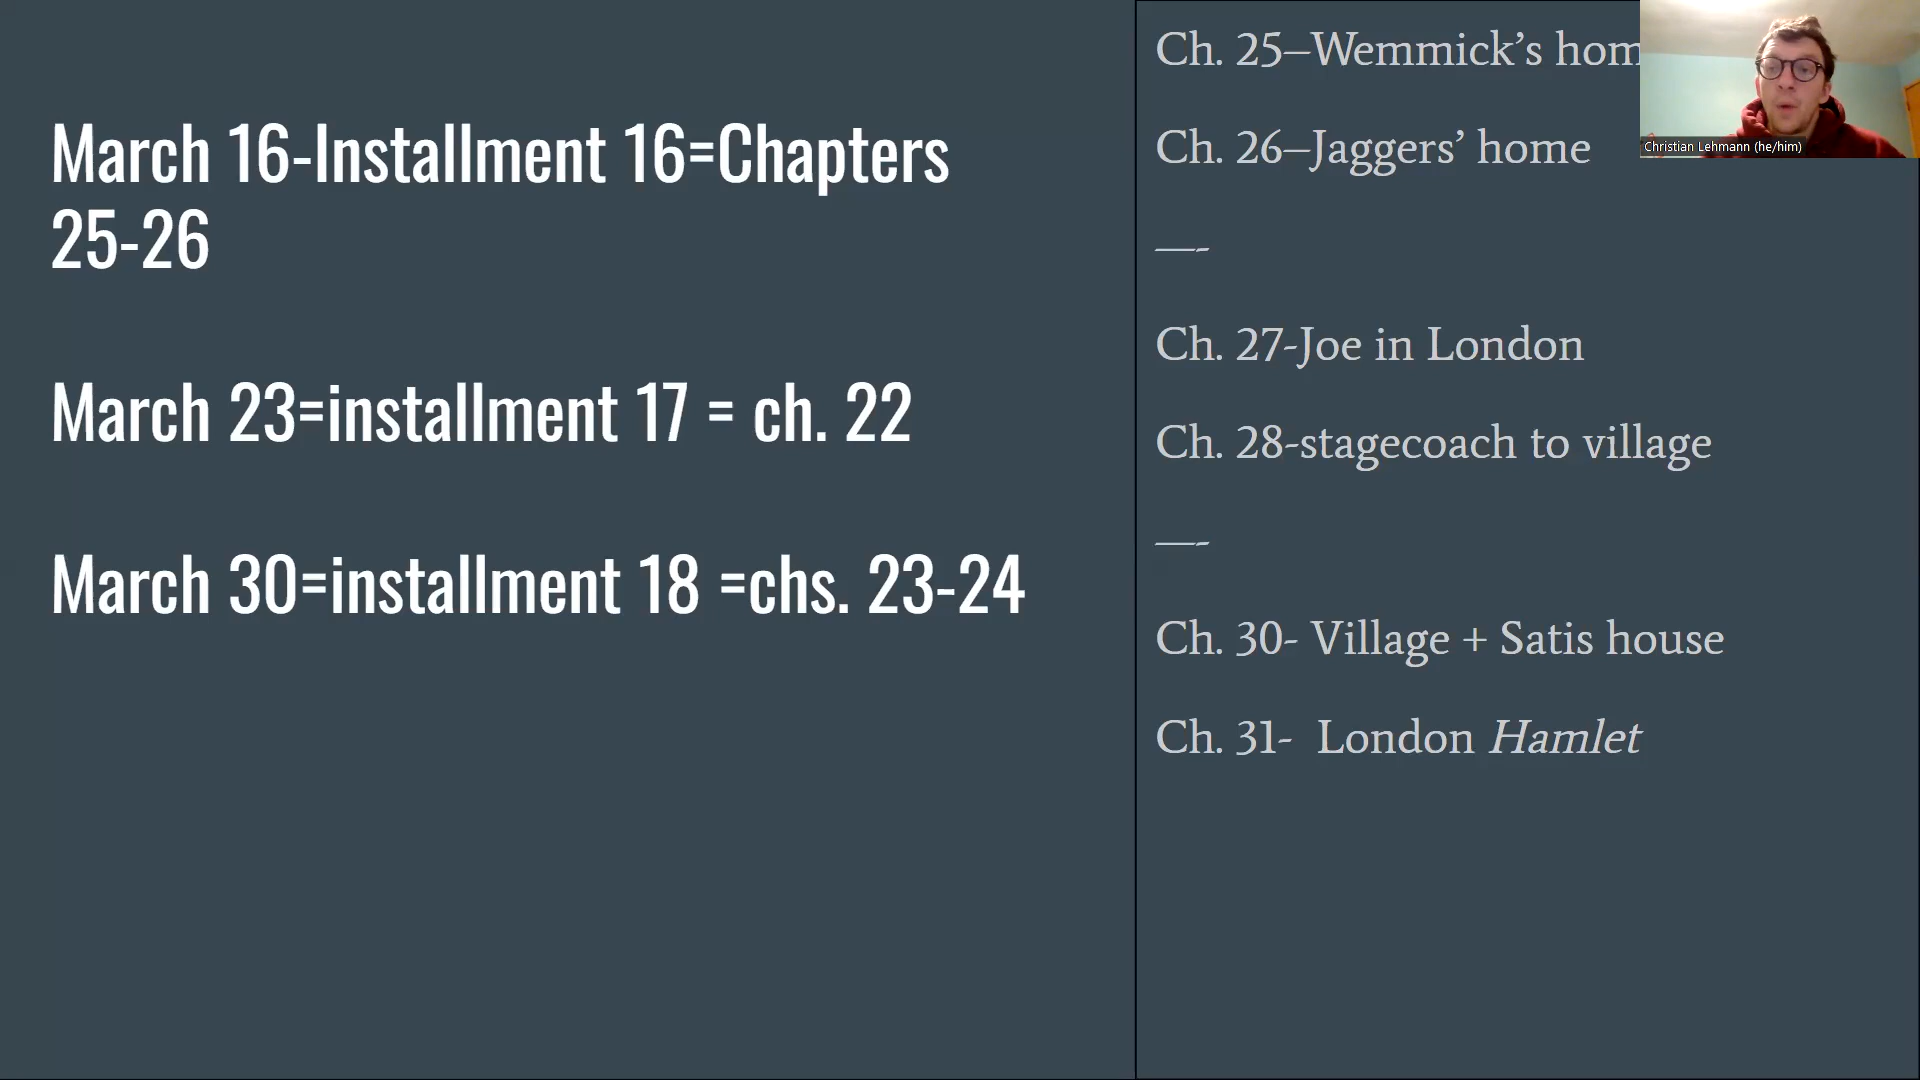 March 16-Installment 16=Chapters
25-26
March 23=installment 17 = ch. 22
March 30=installment 18 =chs. 23-24
Ch. 25–Wemmick’s hom
Ch. 26–Jaggers’ home
—-
Ch. 27-Joe in London
Ch. 28-stagecoach to village
—-
Ch. 30- Village + Satis house
Ch. 31-  London Hamlet
Christian Lehmann (he/him)